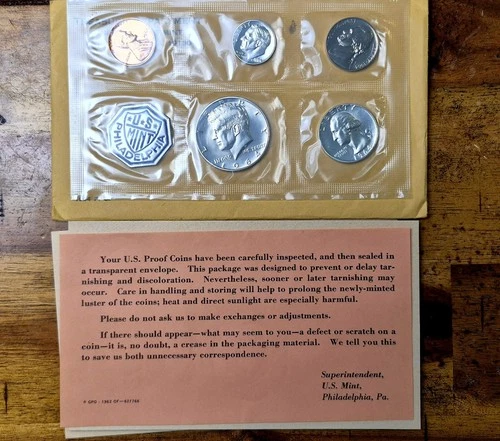 U.S
MINT
PHILADELPHIA
LIBERTY
Your U.S. Proof Coins have been carefully inspected, and then sealed in
a transparent envelope. This package was designed to prevent or delay tar-
nishing and discoloration. Nevertheless, sooner or later tarnishing may
occur. Care in handling and storing will help to prolong the newly-minted
luster of the coins; heat and direct sunlight are especially harmful.
Please do not ask us to make exchanges or adjustments.
If there should appear—what may seem to you—a defect or scratch on a
coin—it is, no doubt, a crease in the packaging material. We tell you this
to save us both unnecessary correspondence.
Superintendent,
U.S. Mint,
Philadelphia, Pa.